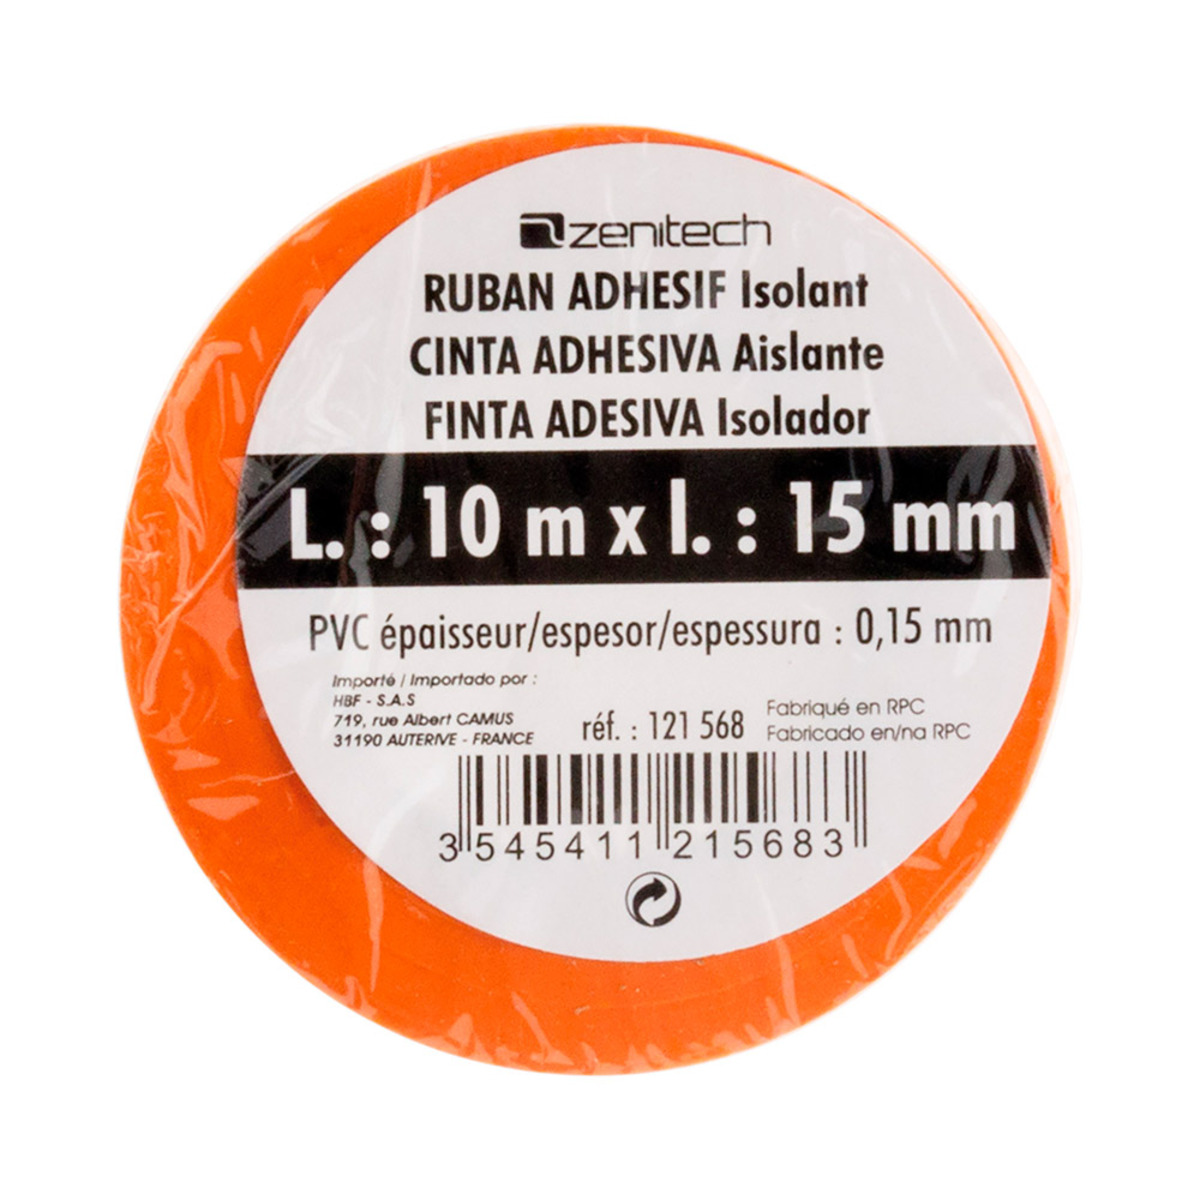 zenitech
RUBAN ADHESIF Isolant
CINTA ADHESIVA Aislante
FINTA ADESIVA Isolador
L. : 10 m x l. : 15 mm
PVC épaisseur/espesor/espessura : 0,15 mm
Importé / Importado por :
HBF - S.A.S
719, rue Albert CAMUS
31190 AUTERIVE - FRANCE
réf. : 121 568
Fabriqué en RPC
Fabricado en/na RPC
3 545411 215683